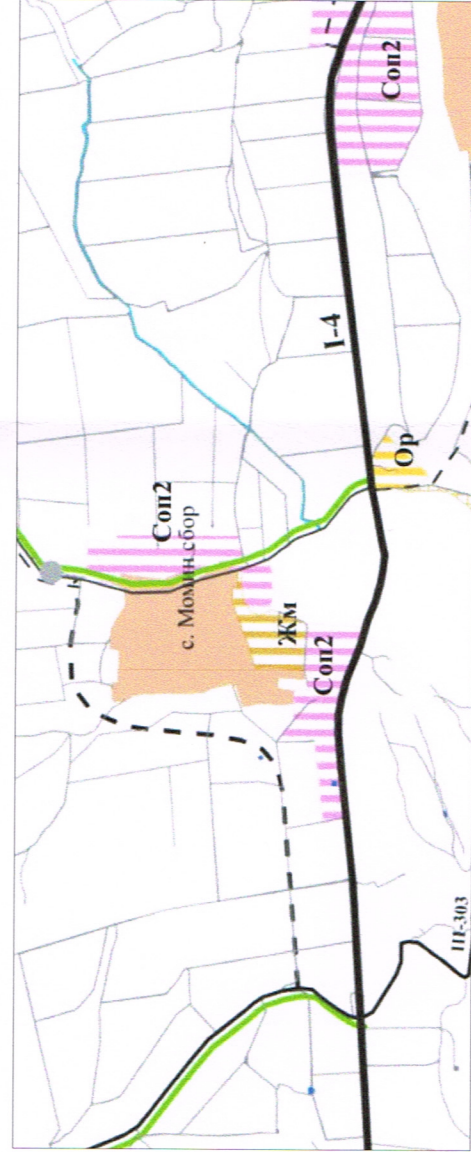 Соп2
I-4
Ор
Соп2
с. Момин сбор
Жм
Соп2
III-303